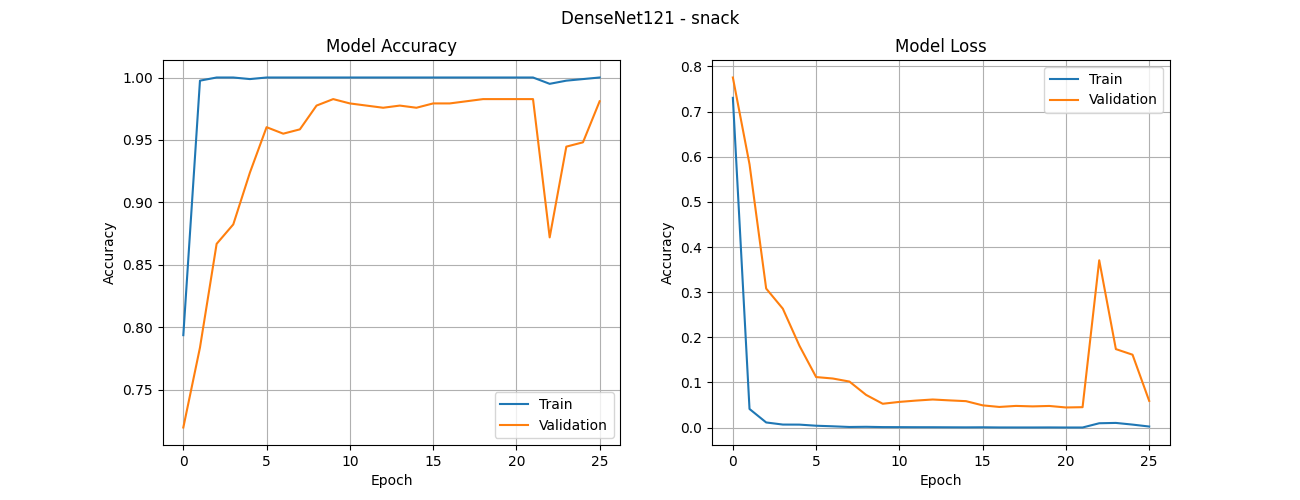 DenseNet121 - snack
Model Accuracy
1.00
0.95
0.90
0.85
0.80
0.75
Accuracy
0 5 10 15 20 25
Epoch
Train
Validation
Model Loss
0.8
0.7
0.6
0.5
0.4
0.3
0.2
0.1
0.0
Accuracy
0 5 10 15 20 25
Epoch
Train
Validation